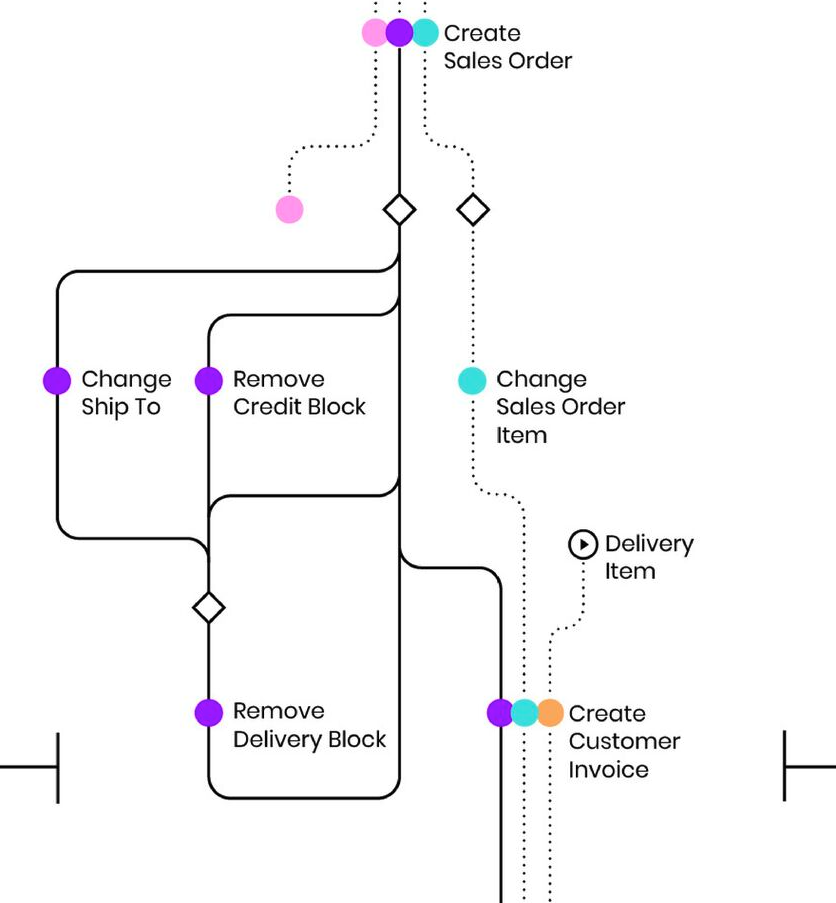 Create
Sales Order
Change
Ship To
Remove
Credit Block
Change
Sales Order
Item
Delivery
Item
Remove
Delivery Block
Create
Customer
Invoice